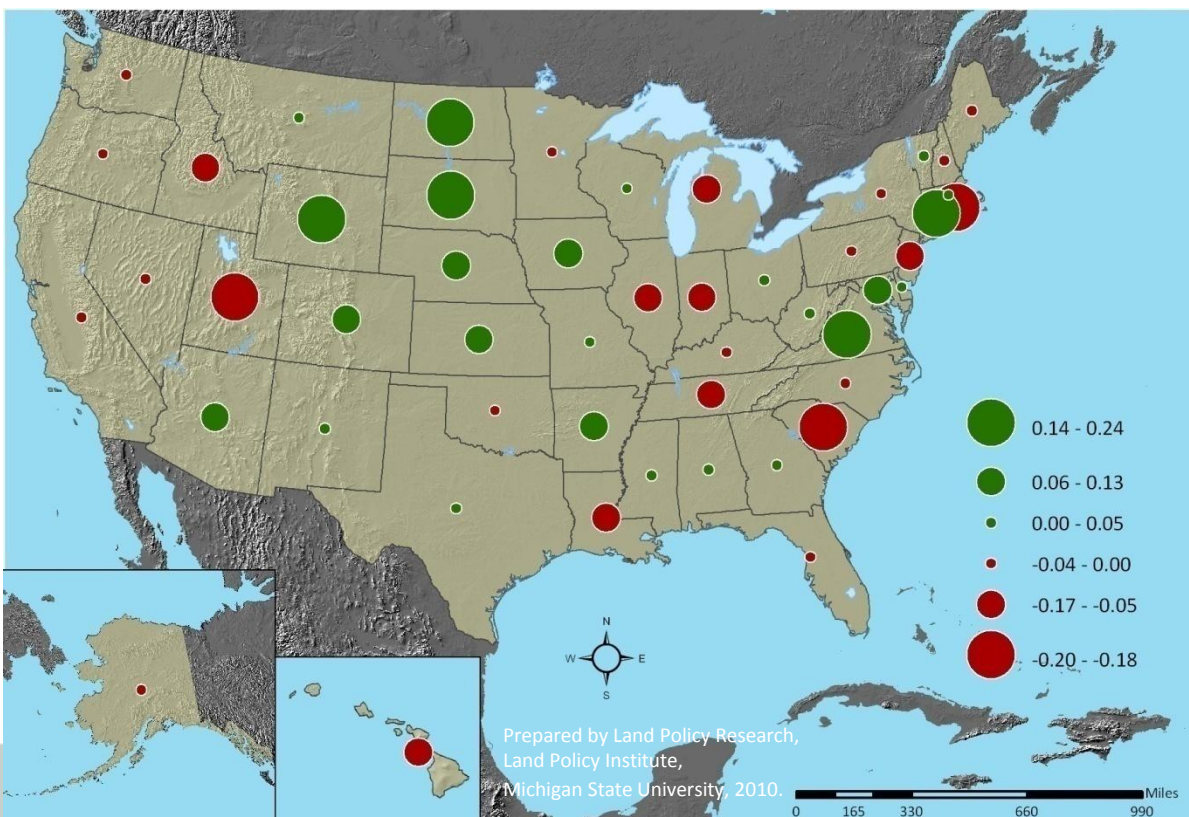 0.14 - 0.24
0.06 - 0.13
0.00 - 0.05
-0.04 - 0.00
-0.17 - -0.05
-0.20 - -0.18
N
W E
S
Prepared by Land Policy Research,
Land Policy Institute,
Michigan State University, 2010.
Miles
0 165 330 660 990